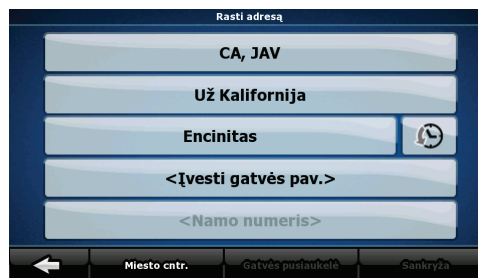 Rasti adresą
CA, JAV
Už Kalifornija
Encinitas
<Įvesti gatvės pav.>
<Namo numeris>
Miesto cntr. Gatvės pusiaukelė Sankryža